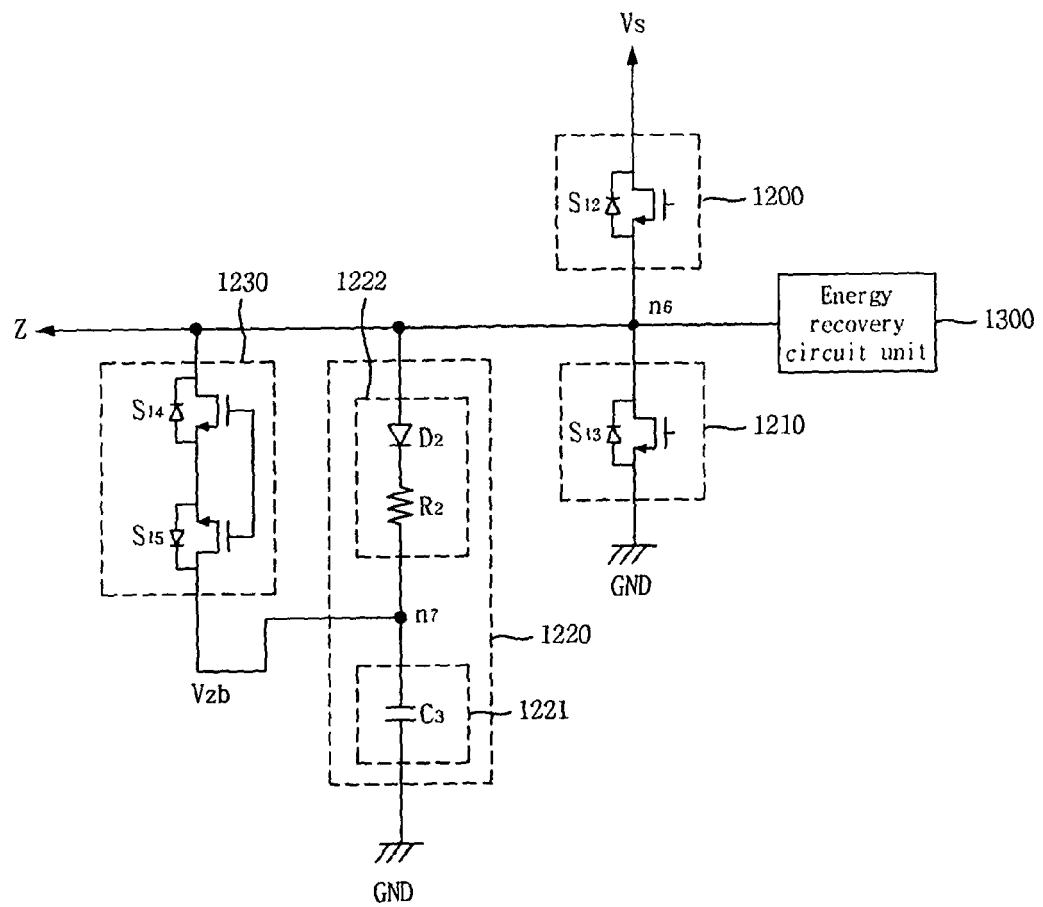 Vs
S12
1200
1230
1222
n6
Energy
recovery
circuit unit
1300
Z
S14
D2
S13
1210
R2
S15
GND
n7
1220
Vzb
C3
1221
GND